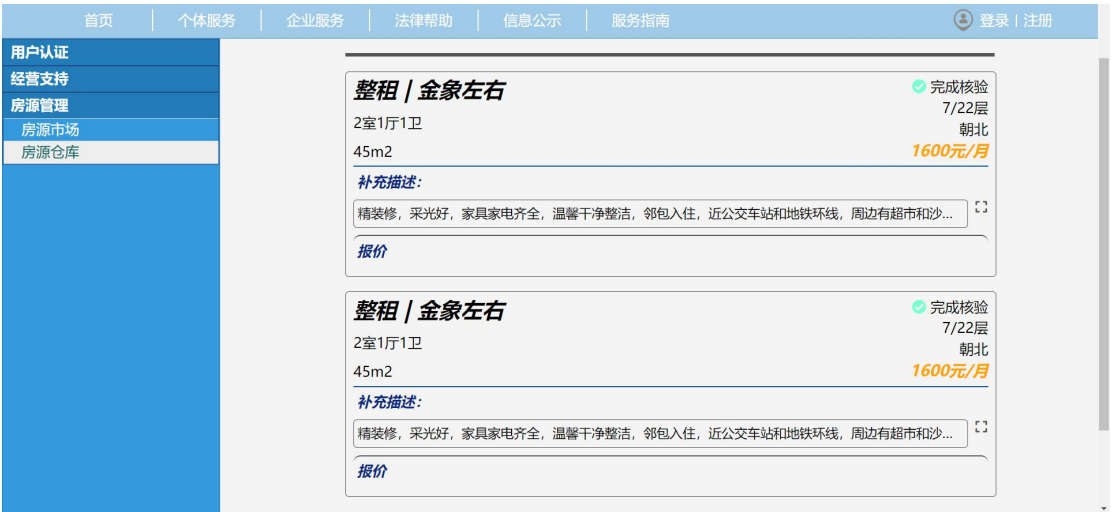 首页 个体服务 企业服务 法律帮助 信息公示 服务指南 登录 | 注册
用户认证
经营支持
房源管理
房源市场
房源仓库
整租 | 金象左右 完成核验
7/22层
2室1厅1卫 朝北
45m2 1600元/月
补充描述：
精装修，采光好，家具家电齐全，温馨干净整洁，邻包入住，近公交车站和地铁环线，周边有超市和沙...
报价
整租 | 金象左右 完成核验
7/22层
2室1厅1卫 朝北
45m2 1600元/月
补充描述：
精装修，采光好，家具家电齐全，温馨干净整洁，邻包入住，近公交车站和地铁环线，周边有超市和沙...
报价